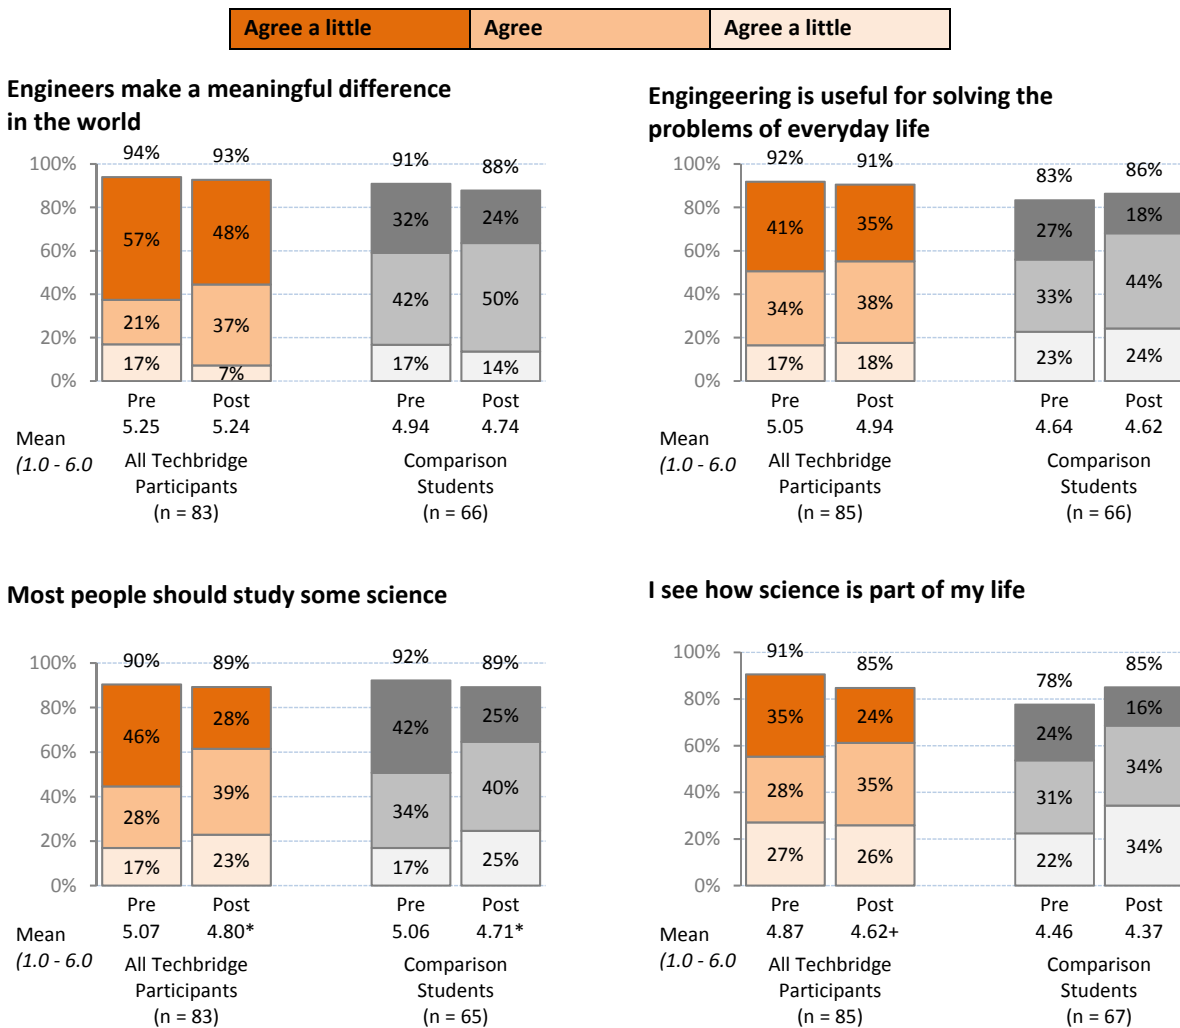 Agree a little Agree Agree a little
Engineers make a meaningful difference
in the world
94% 93% 91% 88%
100%
80%
60%
40%
20%
0%
57% 48% 32% 24%
21% 37% 42% 50%
17% 7% 17% 14%
Pre Post Pre Post
5.25 5.24 4.94 4.74
Mean
(1.0 - 6.0
All Techbridge
Participants
(n = 83)
Comparison
Students
(n = 66)
Engingeering is useful for solving the
problems of everyday life
92% 91% 83% 86%
100%
80%
60%
40%
20%
0%
41% 35% 27% 18%
34% 38% 33% 44%
17% 18% 23% 24%
Pre Post Pre Post
5.05 4.94 4.64 4.62
Mean
(1.0 - 6.0
All Techbridge
Participants
(n = 85)
Comparison
Students
(n = 66)
Most people should study some science
90% 89% 92% 89%
100%
80%
60%
40%
20%
0%
46% 28% 42% 25%
28% 39% 34% 40%
17% 23% 17% 25%
Pre Post Pre Post
5.07 4.80* 5.06 4.71*
Mean
(1.0 - 6.0
All Techbridge
Participants
(n = 83)
Comparison
Students
(n = 65)
I see how science is part of my life
91% 85% 78% 85%
100%
80%
60%
40%
20%
0%
35% 24% 24% 16%
28% 35% 31% 34%
27% 26% 22% 34%
Pre Post Pre Post
4.87 4.62+ 4.46 4.37
Mean
(1.0 - 6.0
All Techbridge
Participants
(n = 85)
Comparison
Students
(n = 67)